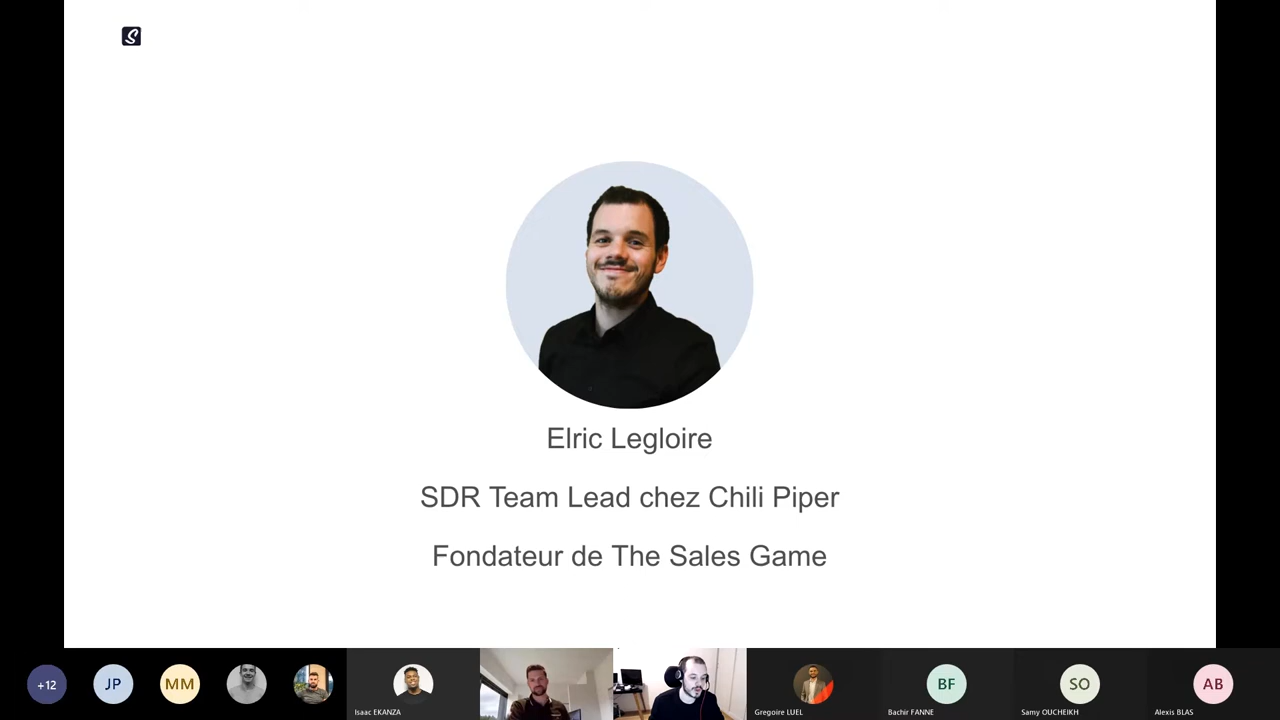 S
Elric Legloire
SDR Team Lead chez Chili Piper
Fondateur de The Sales Game
+12
JP
MM
Isaac EKANZA
Gregoire LUEL
BF
Bachir FANNE
SO
Samy OUCHEIKH
AB
Alexis BLAS